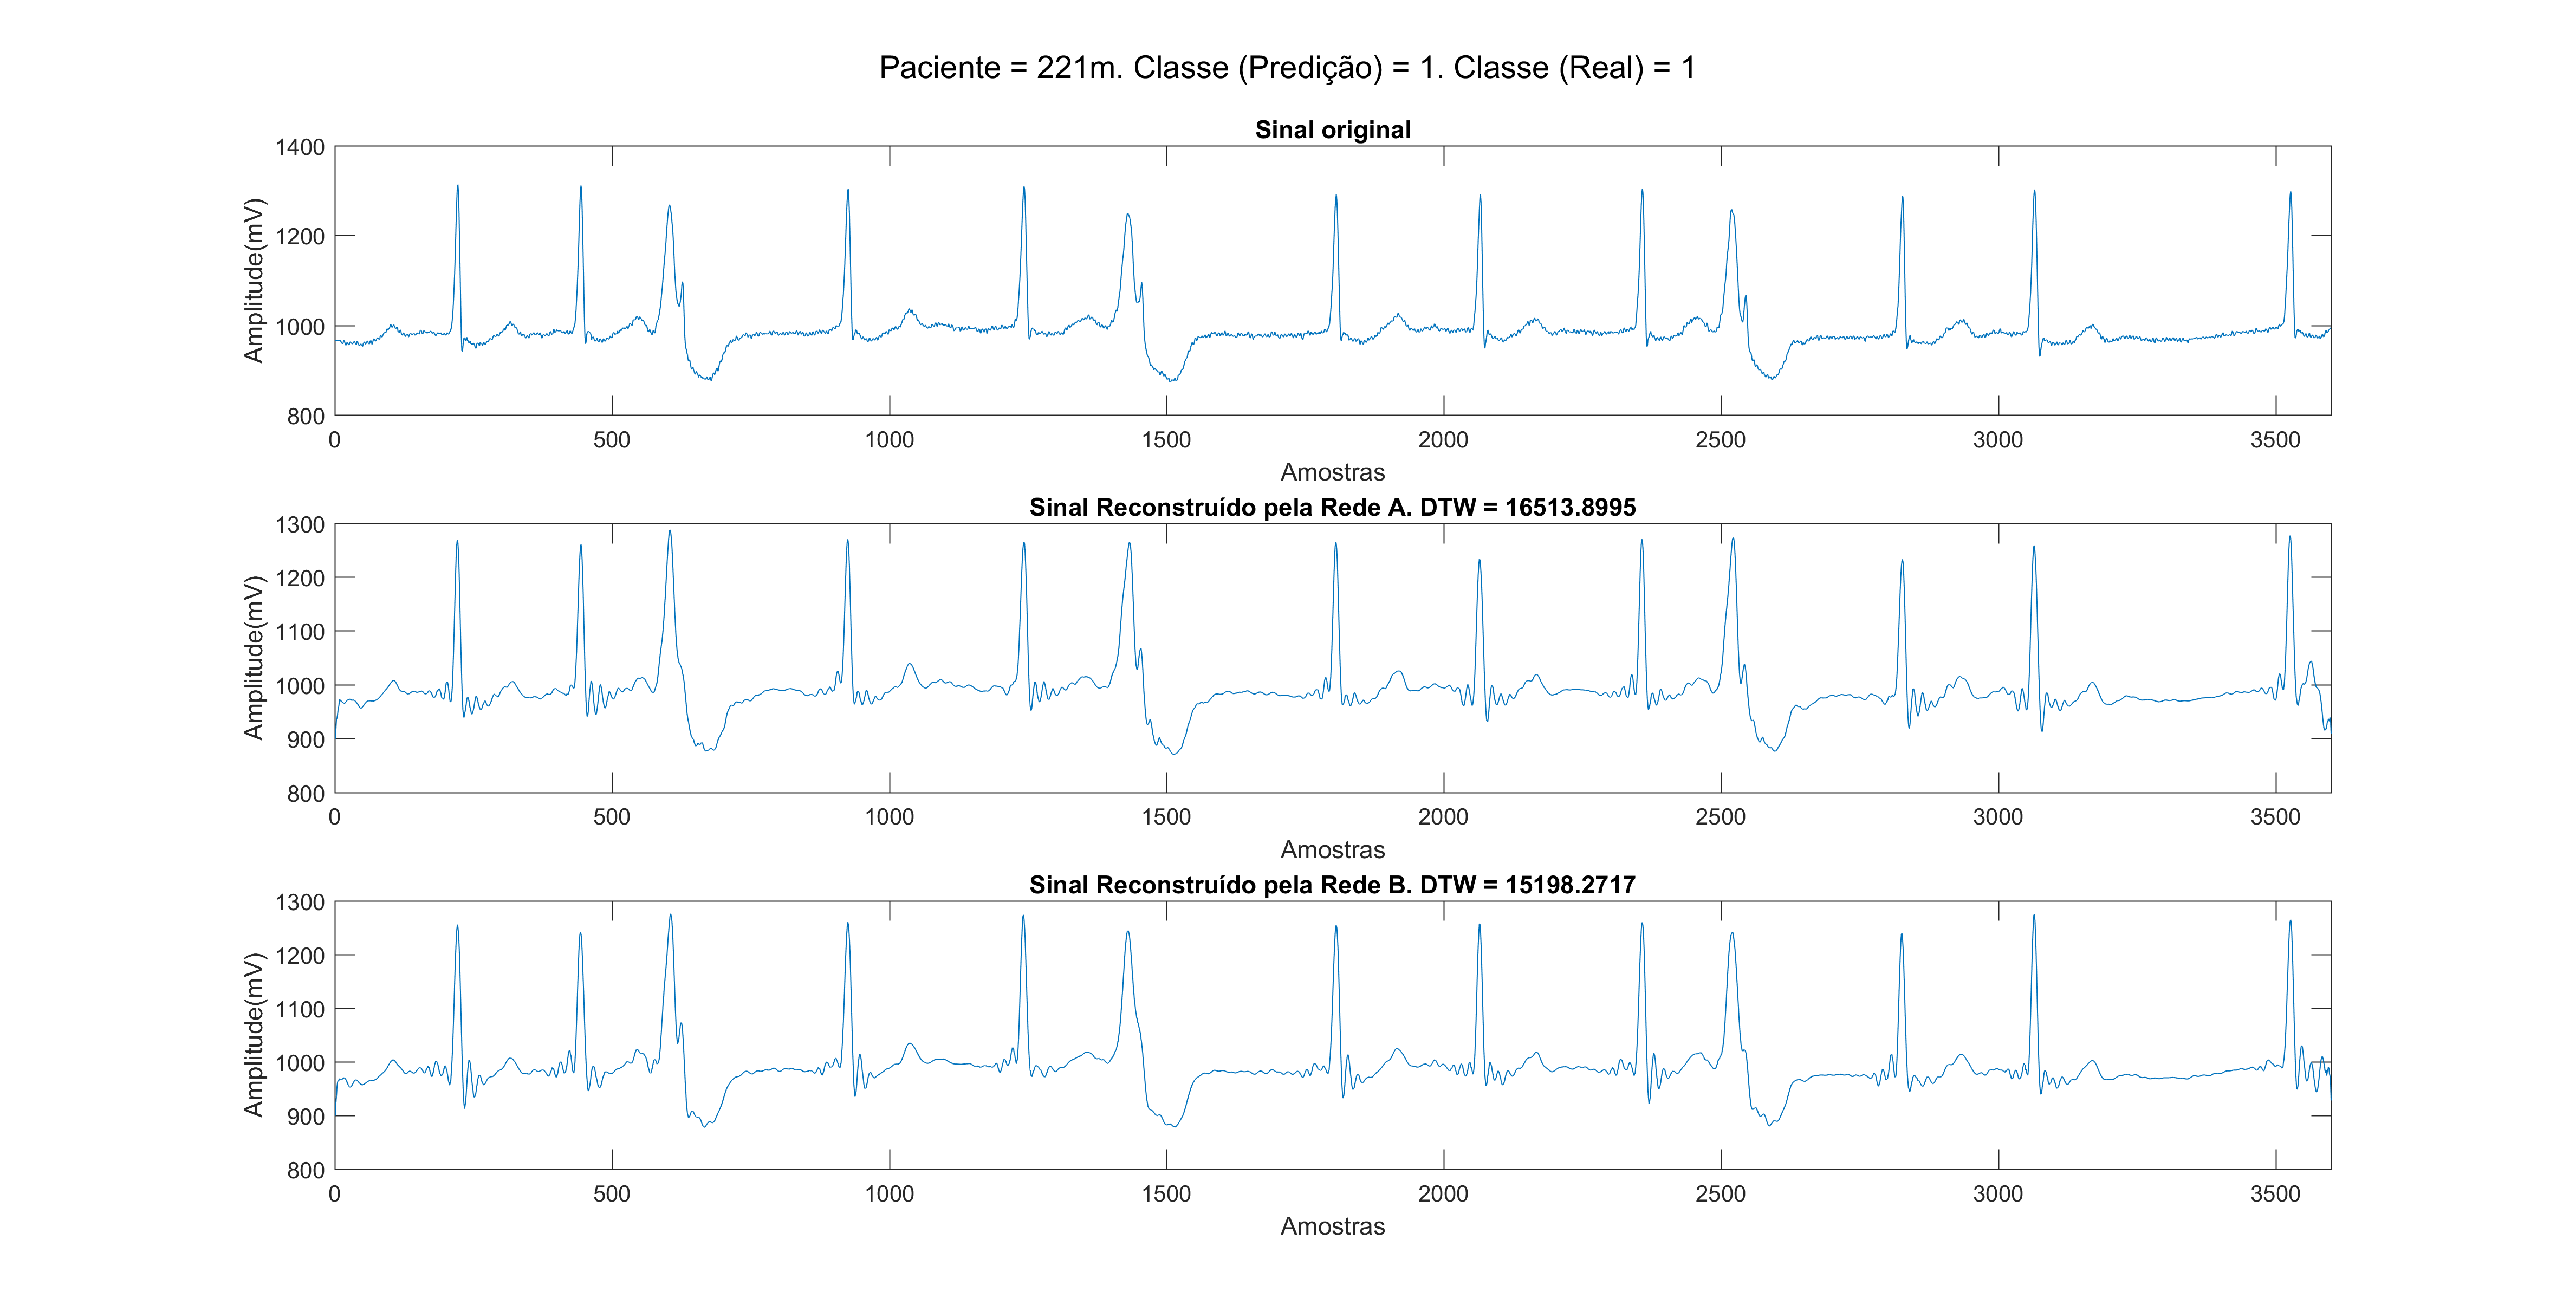 Paciente = 221m. Classe (Predição) = 1. Classe (Real) = 1
Sinal original
1400
1200
1000
800
Amplitude(mV)
0 500 1000 1500 2000 2500 3000 3500
Amostras
Sinal Reconstruído pela Rede A. DTW = 16513.8995
1300
1200
1100
1000
900
800
Amplitude(mV)
0 500 1000 1500 2000 2500 3000 3500
Amostras
Sinal Reconstruído pela Rede B. DTW = 15198.2717
1300
1200
1100
1000
900
800
Amplitude(mV)
0 500 1000 1500 2000 2500 3000 3500
Amostras